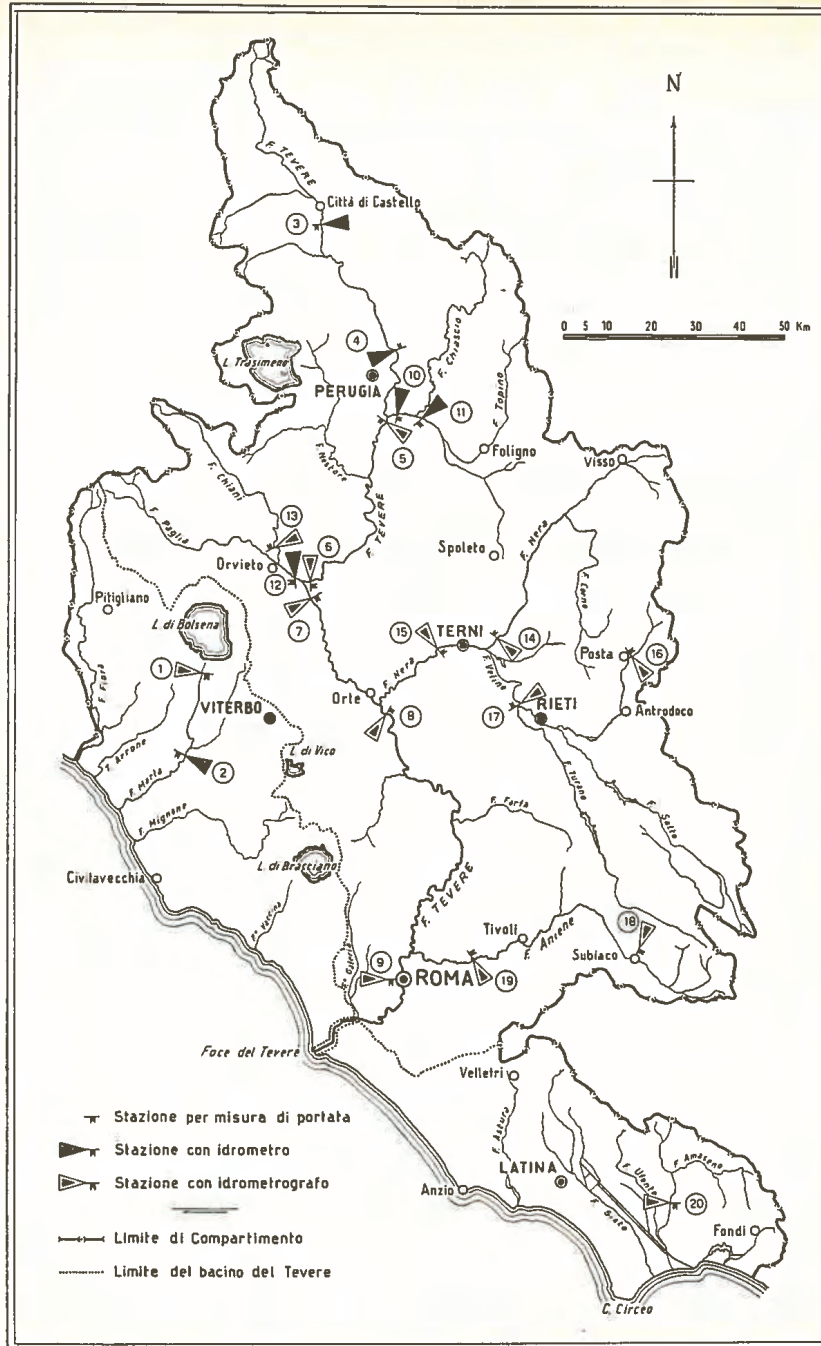 N
F. TEVERE
Città di Castello
3
0 5 10 20 30 40 50 Km
4
L. Trasimeno
PERUGIA
10
F. Chiascio
11
F. Topino
5
Foligno
F. Nestore
Visso
F. Chiani
F. Paglia
13
6
F. TEVERE
F. Nera
Orvieto
Spoleto
12
Pitigliano
7
F. Corno
L. di Bolsena
15
TERNI
14
Posta
16
1
F. Fiora
F. Nera
F. Velino
Orte
RIETI
VITERBO
8
17
Antrodoco
T. Arrone
L. di Vico
F. Marta
2
F. Turano
F. Salto
F. Mignone
F. Farfa
L. di Bracciano
Civitavecchia
F. TEVERE
Tivoli
F. Aniene
18
Subiaco
9
ROMA
19
Foce del Tevere
Velletri
Stazione per misura di portata
F. Astura
Stazione con idrometro
LATINA
F. Amaseno
F. Ufente
Stazione con idrometrografo
Anzio
F. Sisto
20
Fondi
Limite di Compartimento
Limite del bacino del Tevere
C. Circeo